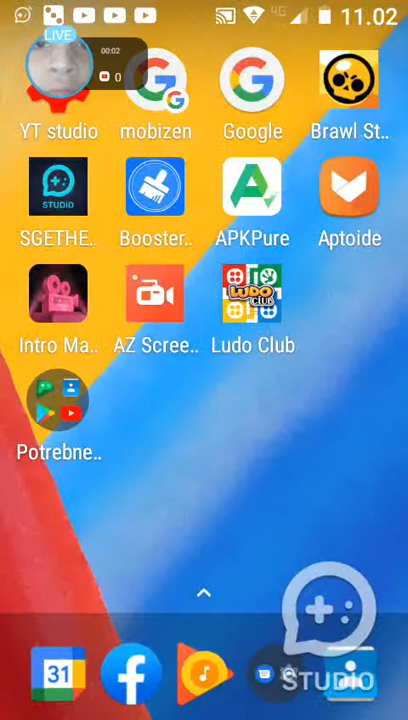 11.02
LIVE
00:02
0
YT studio
mobizen
Google
Brawl St..
STUDIO
SGETHE..
Booster..
APKPure
Aptoide
LUDO
CLUB
Intro Ma..
AZ Scree..
Ludo Club
Potrebne..
31
STUDIO